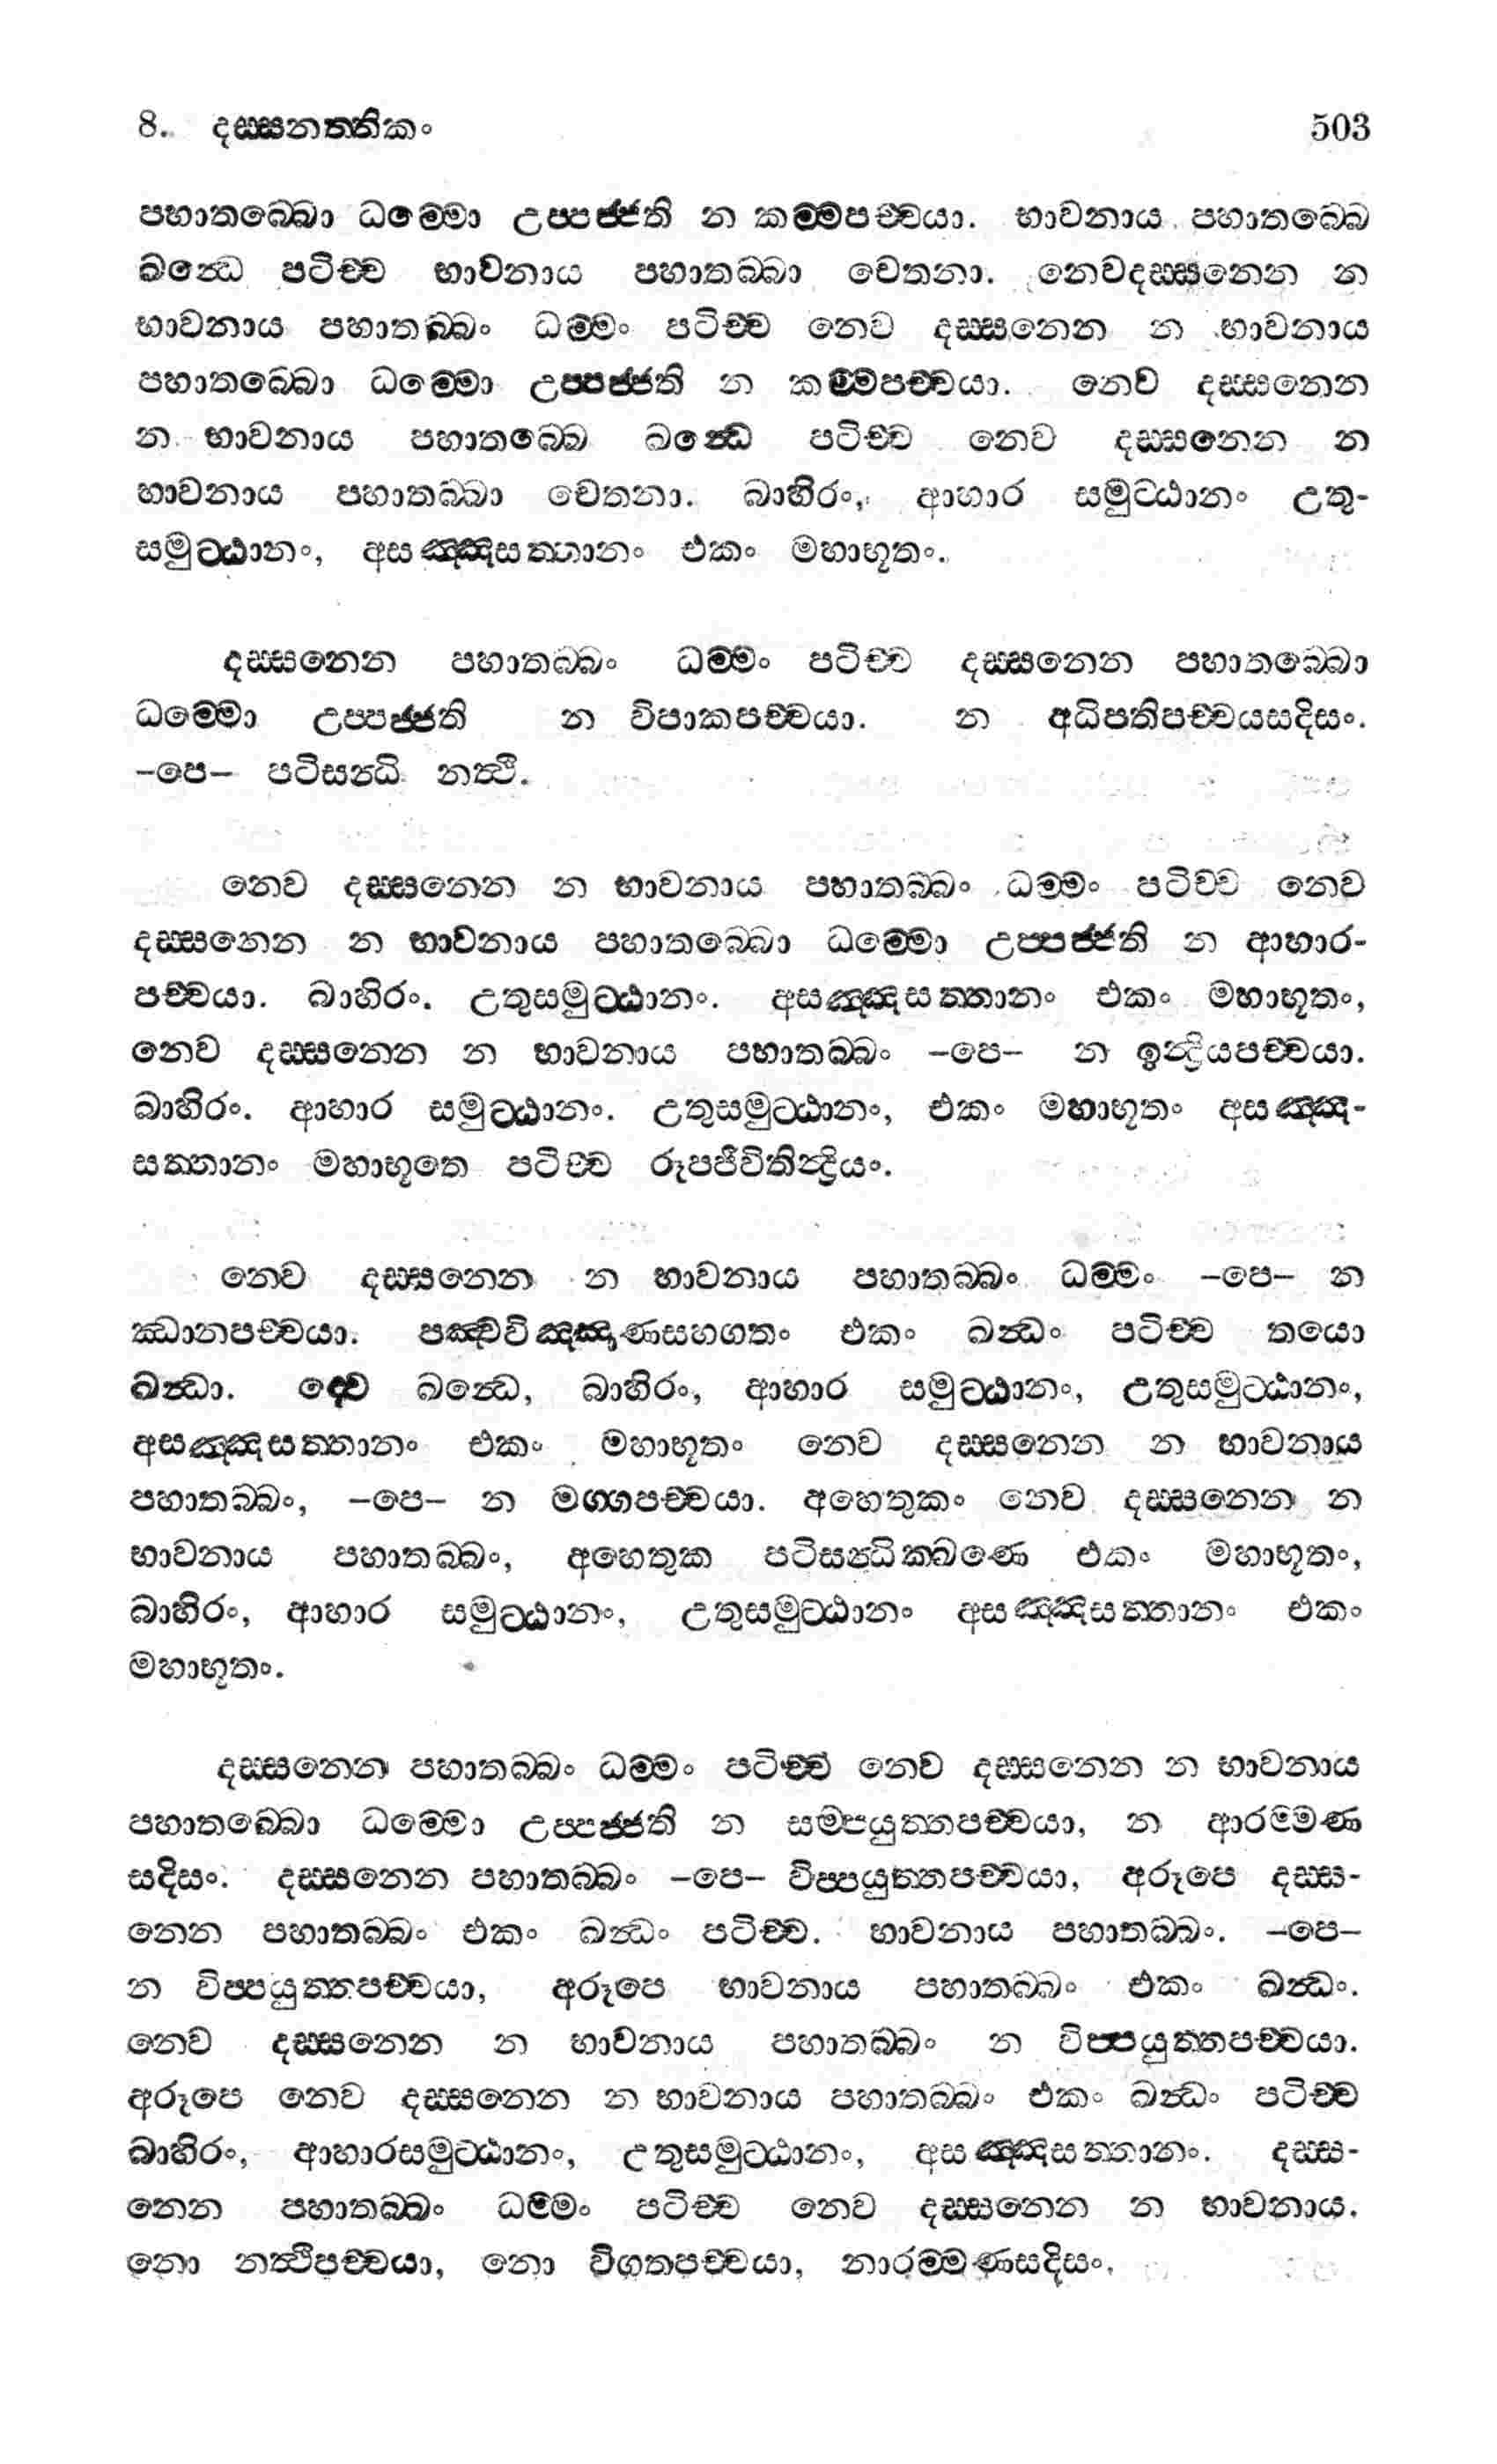 8. දස්සනත්තිකං 503
පහාතබ්බො ධම්මො උප්පජ්ජති න කම්මපච්චයා. භාවනාය පහාතබ්බෙ
ඛන්ධෙ පටිච්ච භාවනාය පහාතබ්බා චෙතනා. නෙවදස්සනෙන න
භාවනාය පහාතබ්බං ධම්මං පටිච්ච නෙව දස්සනෙන න භාවනාය
පහාතබ්බො ධම්මො උප්පජ්ජති න කම්මපච්චයා. නෙව දස්සනෙන
න භාවනාය පහාතබ්බෙ ඛන්ධෙ පටිච්ච නෙව දස්සනෙන න
භාවනාය පහාතබ්බා චෙතනා. බාහිරං, ආහාර සමුට්ඨානං උතු-
සමුට්ඨානං, අසඤ්ඤසත්තානං එකං මහාභූතං.
දස්සනෙන පහාතබ්බං ධම්මං පටිච්ච දස්සනෙන පහාතබ්බො
ධම්මො උප්පජ්ජති න විපාකපච්චයා. න අධිපතිපච්චයසදිසං.
–පෙ– පටිසන්ධි නත්ථි.
නෙව දස්සනෙන න භාවනාය පහාතබ්බං ධම්මං පටිච්ච නෙව
දස්සනෙන න භාවනාය පහාතබ්බො ධම්මො උප්පජ්ජති න ආහාර-
පච්චයා. බාහිරං. උතුසමුට්ඨානං. අසඤ්ඤසත්තානං එකං මහාභූතං,
නෙව දස්සනෙන න භාවනාය පහාතබ්බං –පෙ– න ඉන්ද්‍රියපච්චයා.
බාහිරං. ආහාර සමුට්ඨානං. උතුසමුට්ඨානං, එකං මහාභූතං අසඤ්ඤ-
සත්තානං මහාභූතෙ පටිච්ච රූපජීවිතින්ද්‍රියං.
නෙව දස්සනෙන න භාවනාය පහාතබ්බං ධම්මං –පෙ– න
ඣානපච්චයා. පඤ්චවිඤ්ඤාණසහගතං එකං ඛන්ධං පටිච්ච තයො
ඛන්ධා. ද්වෙ ඛන්ධෙ, බාහිරං, ආහාර සමුට්ඨානං, උතුසමුට්ඨානං,
අසඤ්ඤසත්තානං එකං මහාභූතං නෙව දස්සනෙන න භාවනාය
පහාතබ්බං, –පෙ– න මග්ගපච්චයා. අහෙතුකං නෙව දස්සනෙන න
භාවනාය පහාතබ්බං, අහෙතුක පටිසන්ධික්ඛණෙ එකං මහාභූතං,
බාහිරං, ආහාර සමුට්ඨානං, උතුසමුට්ඨානං අසඤ්ඤසත්තානං එකං
මහාභූතං.
දස්සනෙන පහාතබ්බං ධම්මං පටිච්ච නෙව දස්සනෙන න භාවනාය
පහාතබ්බො ධම්මො උප්පජ්ජති න සම්පයුත්තපච්චයා, න ආරම්මණ
සදිසං. දස්සනෙන පහාතබ්බං –පෙ– විප්පයුත්තපච්චයා, අරූපෙ දස්ස-
නෙන පහාතබ්බං එකං ඛන්ධං පටිච්ච. භාවනාය පහාතබ්බං. –පෙ–
න විප්පයුත්තපච්චයා, අරූපෙ භාවනාය පහාතබ්බං එකං ඛන්ධං.
නෙව දස්සනෙන න භාවනාය පහාතබ්බං න විප්පයුත්තපච්චයා.
අරූපෙ නෙව දස්සනෙන න භාවනාය පහාතබ්බං එකං ඛන්ධං පටිච්ච
බාහිරං, ආහාරසමුට්ඨානං, උතුසමුට්ඨානං, අසඤ්ඤසත්තානං. දස්ස-
නෙන පහාතබ්බං ධම්මං පටිච්ච නෙව දස්සනෙන න භාවනාය.
නො නත්ථිපච්චයා, නො විගතපච්චයා, නාරම්මණසදිසං.